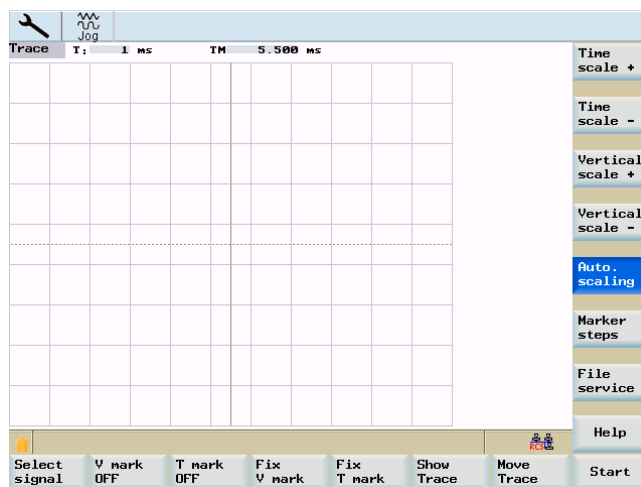 Jog
Trace T: 1 ms TM 5.500 ms
Time
scale +
Time
scale -
Vertical
scale +
Vertical
scale -
Auto.
scaling
Marker
steps
File
service
Help
RCS
Select
signal
V mark
OFF
T mark
OFF
Fix
V mark
Fix
T mark
Show
Trace
Move
Trace
Start